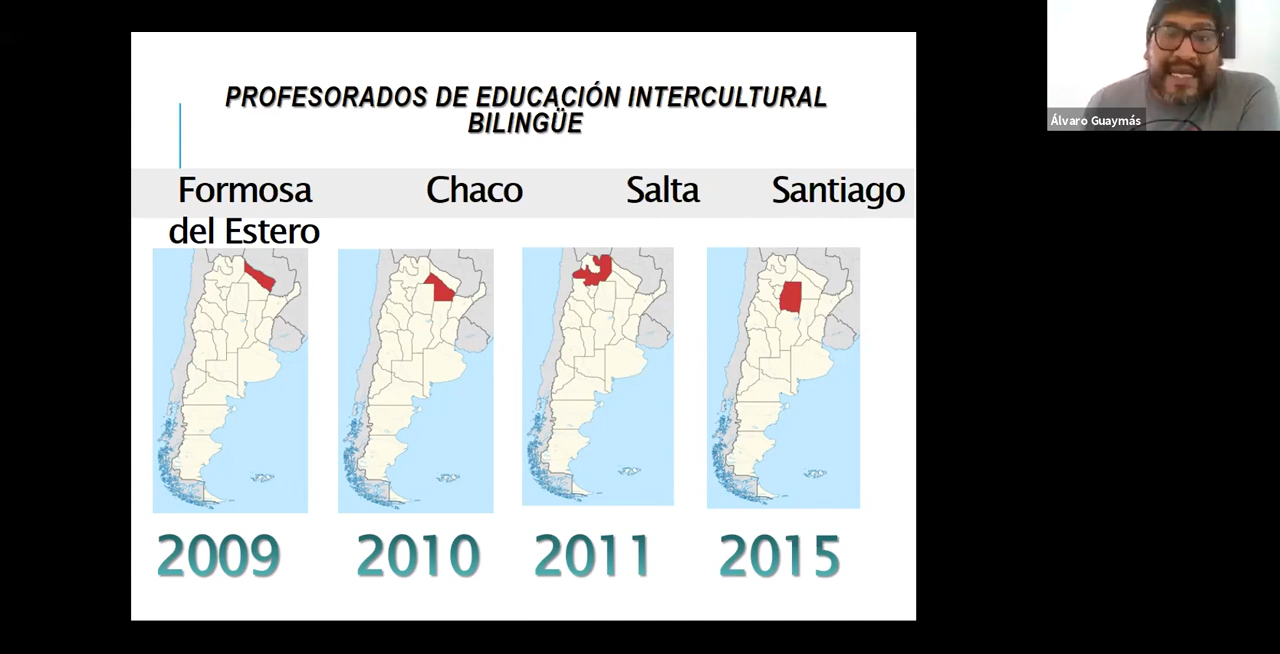 PROFESORADOS DE EDUCACIÓN INTERCULTURAL
BILINGÜE
Formosa Chaco Salta Santiago
del Estero
2009 2010 2011 2015
Álvaro Guaymás